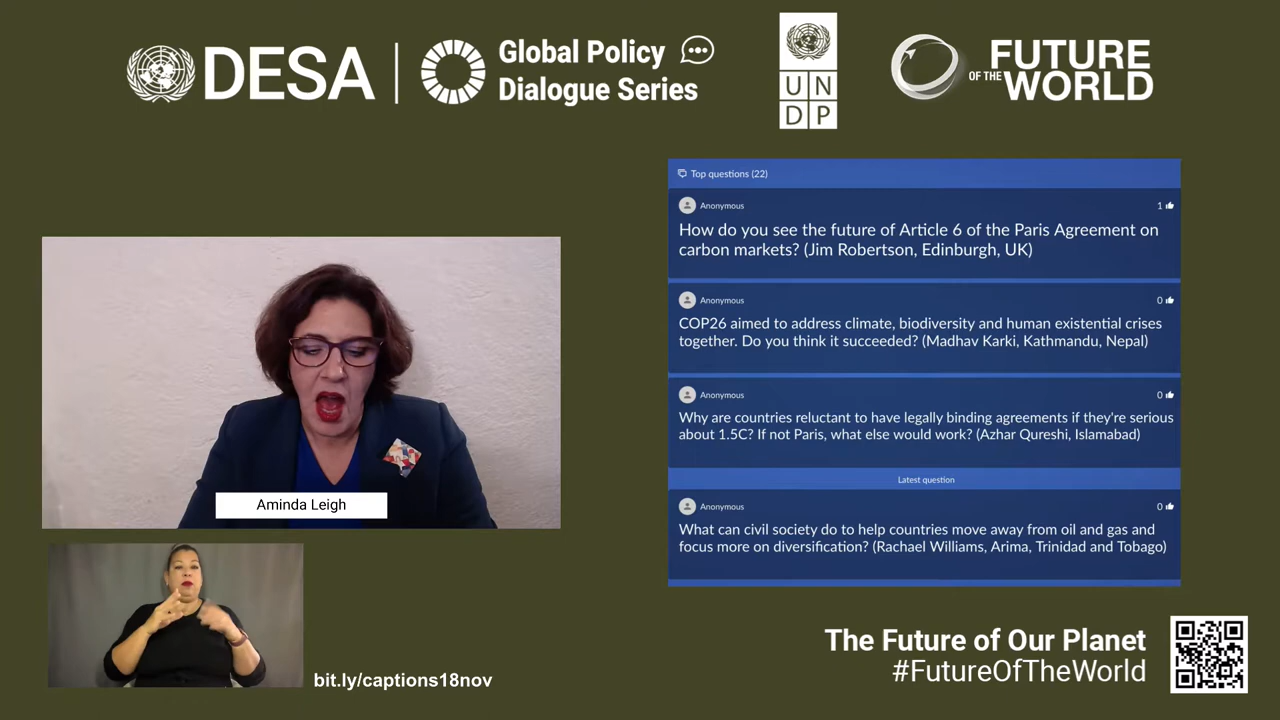 DESA
Global Policy
Dialogue Series
UN
DP
FUTURE
OF THE WORLD
Top questions (22)
Anonymous
1
How do you see the future of Article 6 of the Paris Agreement on
carbon markets? (Jim Robertson, Edinburgh, UK)
Anonymous
0
COP26 aimed to address climate, biodiversity and human existential crises
together. Do you think it succeeded? (Madhav Karki, Kathmandu, Nepal)
Anonymous
0
Why are countries reluctant to have legally binding agreements if they're serious
about 1.5C? If not Paris, what else would work? (Azhar Qureshi, Islamabad)
Latest question
Anonymous
0
What can civil society do to help countries move away from oil and gas and
focus more on diversification? (Rachael Williams, Arima, Trinidad and Tobago)
Aminda Leigh
bit.ly/captions18nov
The Future of Our Planet
#FutureOfTheWorld